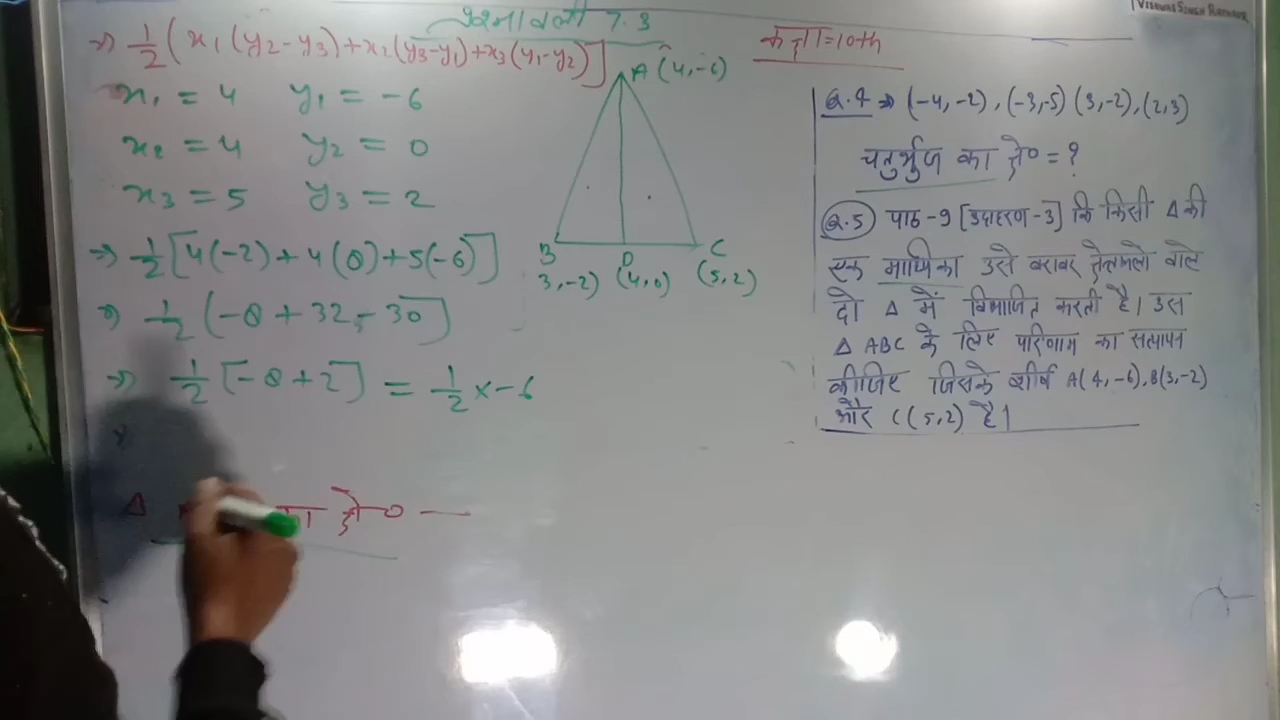 प्रश्नावली 7.3
VISHWAS SINGH
कक्षा=10th
⇒ 1/2 ( x₁(y₂-y₃)+x₂(y₃-y₁)+x₃(y₁-y₂) ]
x₁ = 4 y₁ = -6
x₂ = 4 y₂ = 0
x₃ = 5 y₃ = 2
⇒ 1/2 [4(-2)+4(8)+5(-6)]
⇒ 1/2 (-8+32-30]
⇒ 1/2 [-8+2] = 1/2 x -6
Δ का क्षे० —
A (4,-6)
B D C
3,-2) (4,0) (5,2)
Q.4 ⇒ (-4,-2), (-3,-5) (3,-2), (2,3)
चतुर्भुज का क्षे० = ?
Q.5 पाठ-9 [उदाहरण-3] कि किसी Δ की
एक माध्यिका उसे बराबर क्षेत्रफलो वाले
दो Δ में विभाजित करती है। उस
Δ ABC के लिए परिणाम का सत्यापन
कीजिए जिसके शीर्ष A(4,-6), B(3,-2)
और C(5,2) है।